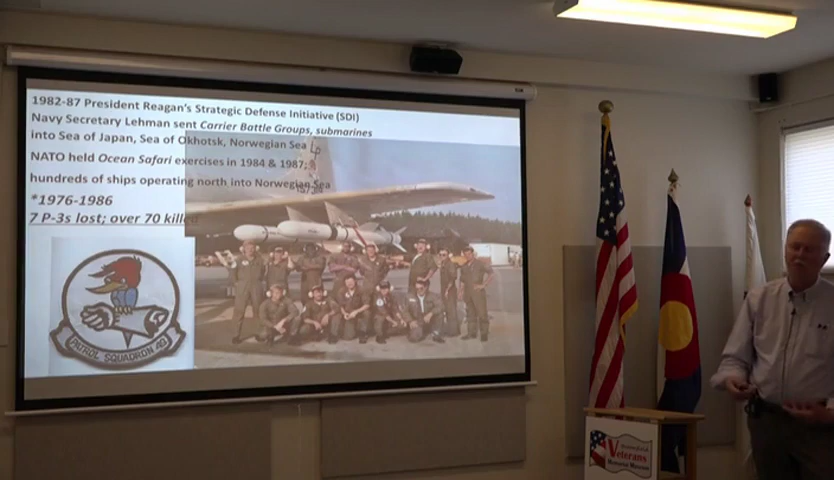 1982-87 President Reagan's Strategic Defense Initiative (SDI)
Navy Secretary Lehman sent Carrier Battle Groups, submarines
into Sea of Japan, Sea of Okhotsk, Norwegian Sea
NATO held Ocean Safari exercises in 1984 & 1987;
hundreds of ships operating north into Norwegian Sea
*1976-1986
7 P-3s lost; over 70 killed
PATROL SQUADRON 40
Veterans